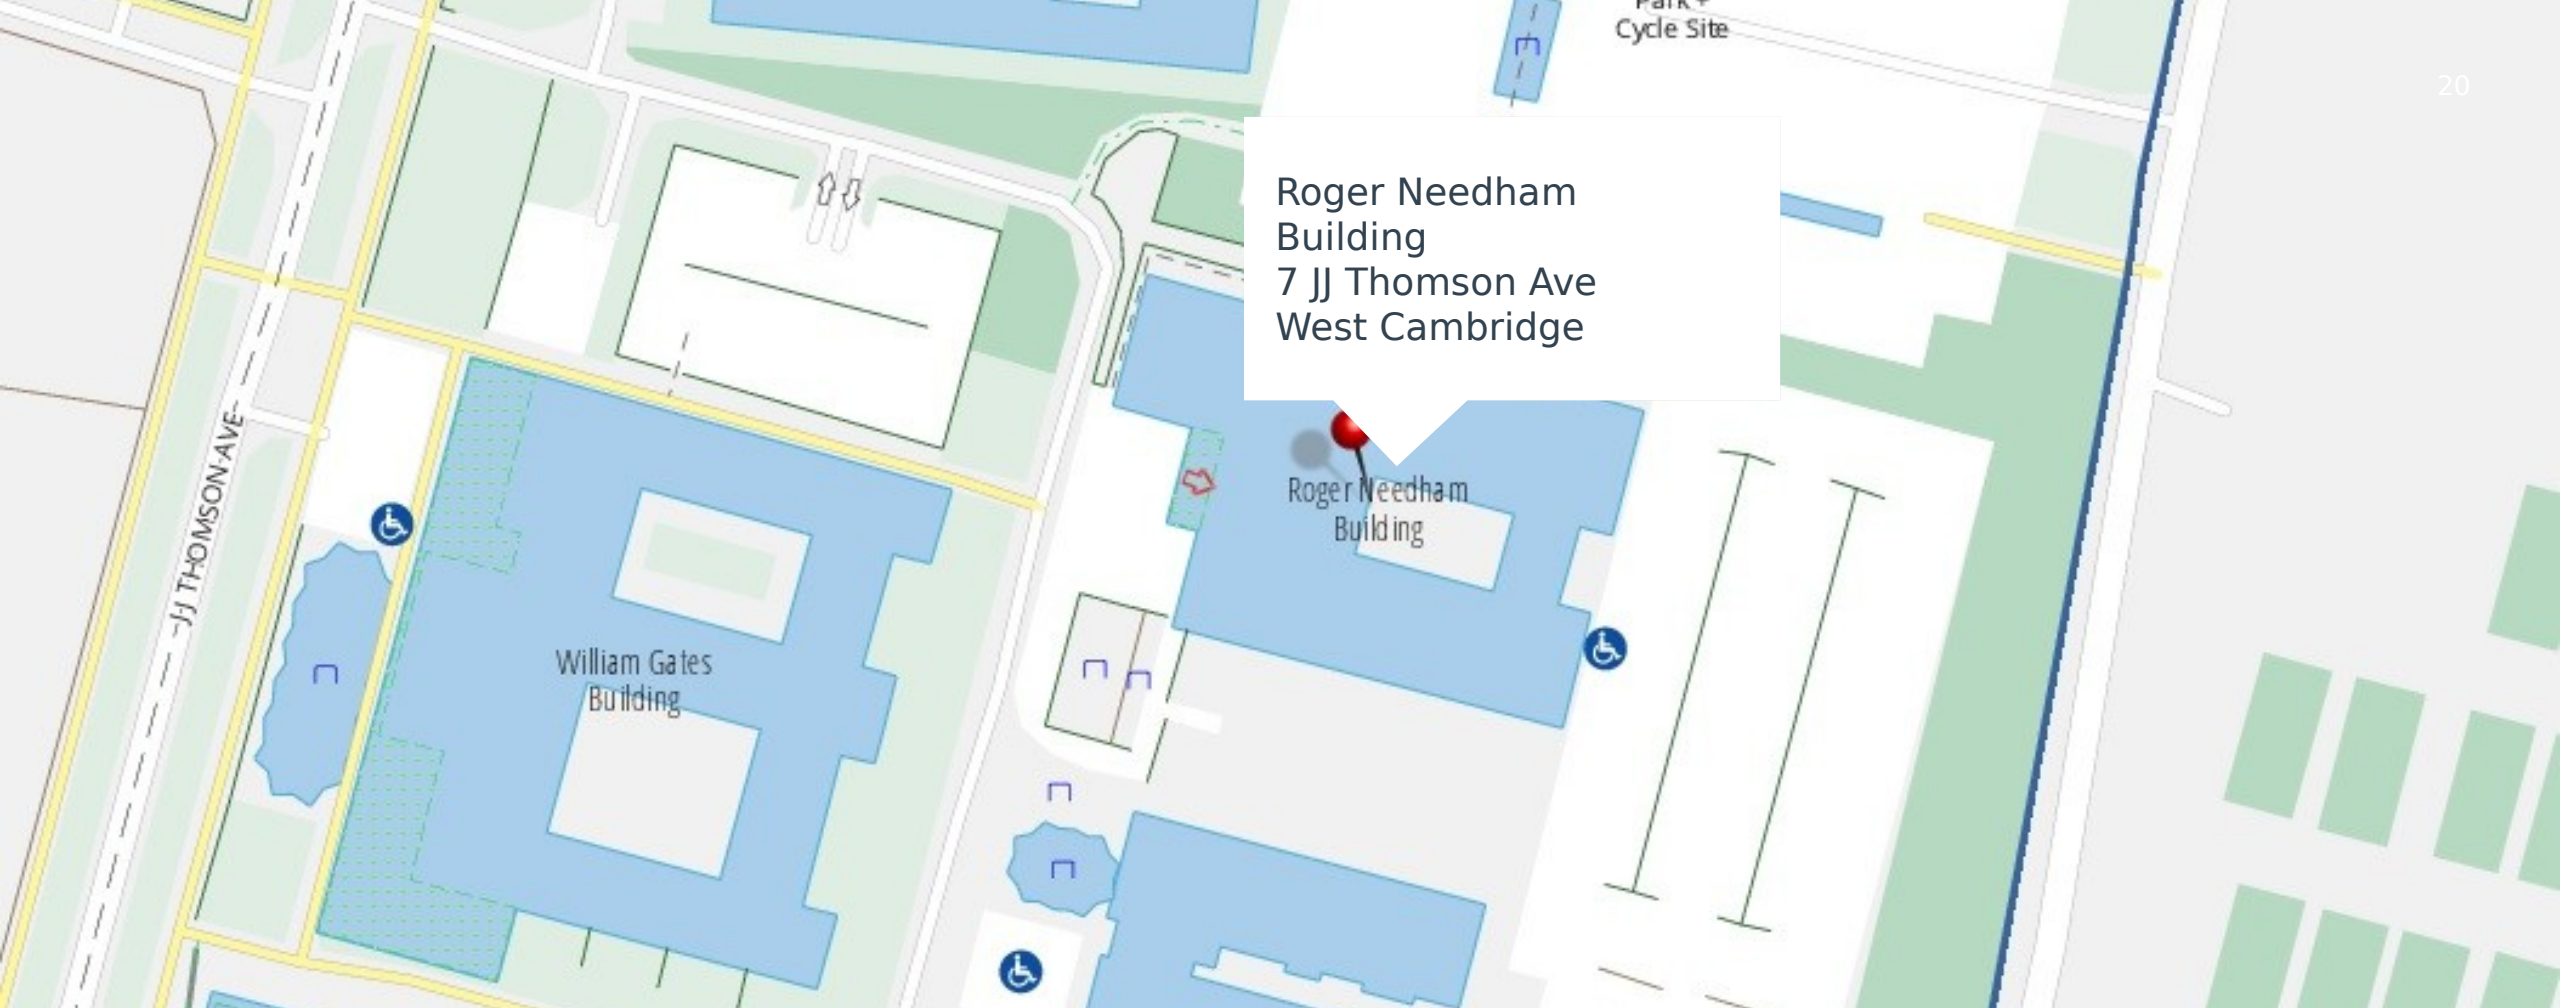 Park +
Cycle Site
20
Roger Needham
Building
7 JJ Thomson Ave
West Cambridge
J-J THOMSON AVE
Roger Needham
Building
William Gates
Building